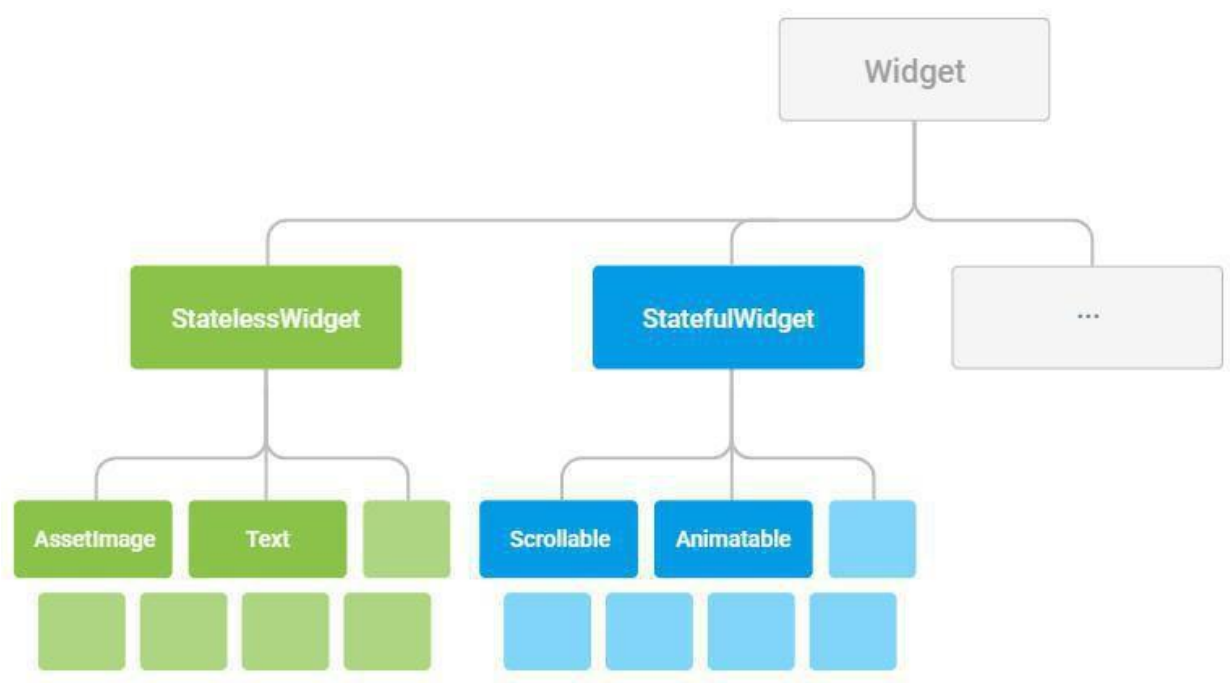 Widget
StatelessWidget
StatefulWidget
...
AssetImage
Text
Scrollable
Animatable